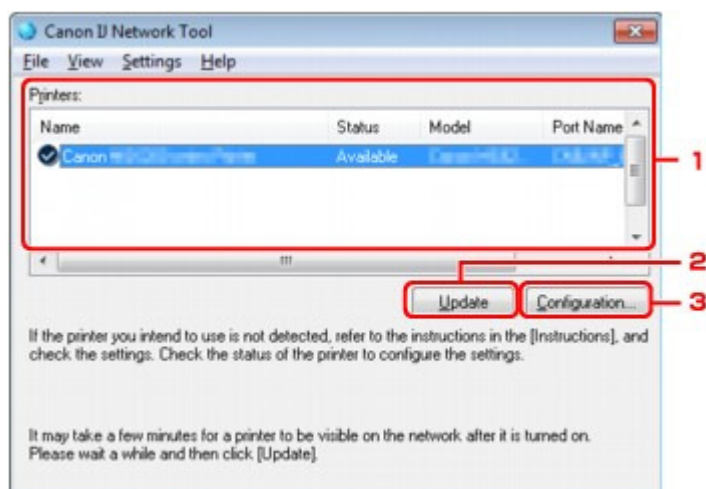 Canon IJ Network Tool
File View Settings Help
Printers:
Name Status Model Port Name
Canon Available
1
2
Update Configuration...
3
If the printer you intend to use is not detected, refer to the instructions in the [Instructions], and
check the settings. Check the status of the printer to configure the settings.
It may take a few minutes for a printer to be visible on the network after it is turned on.
Please wait a while and then click [Update].